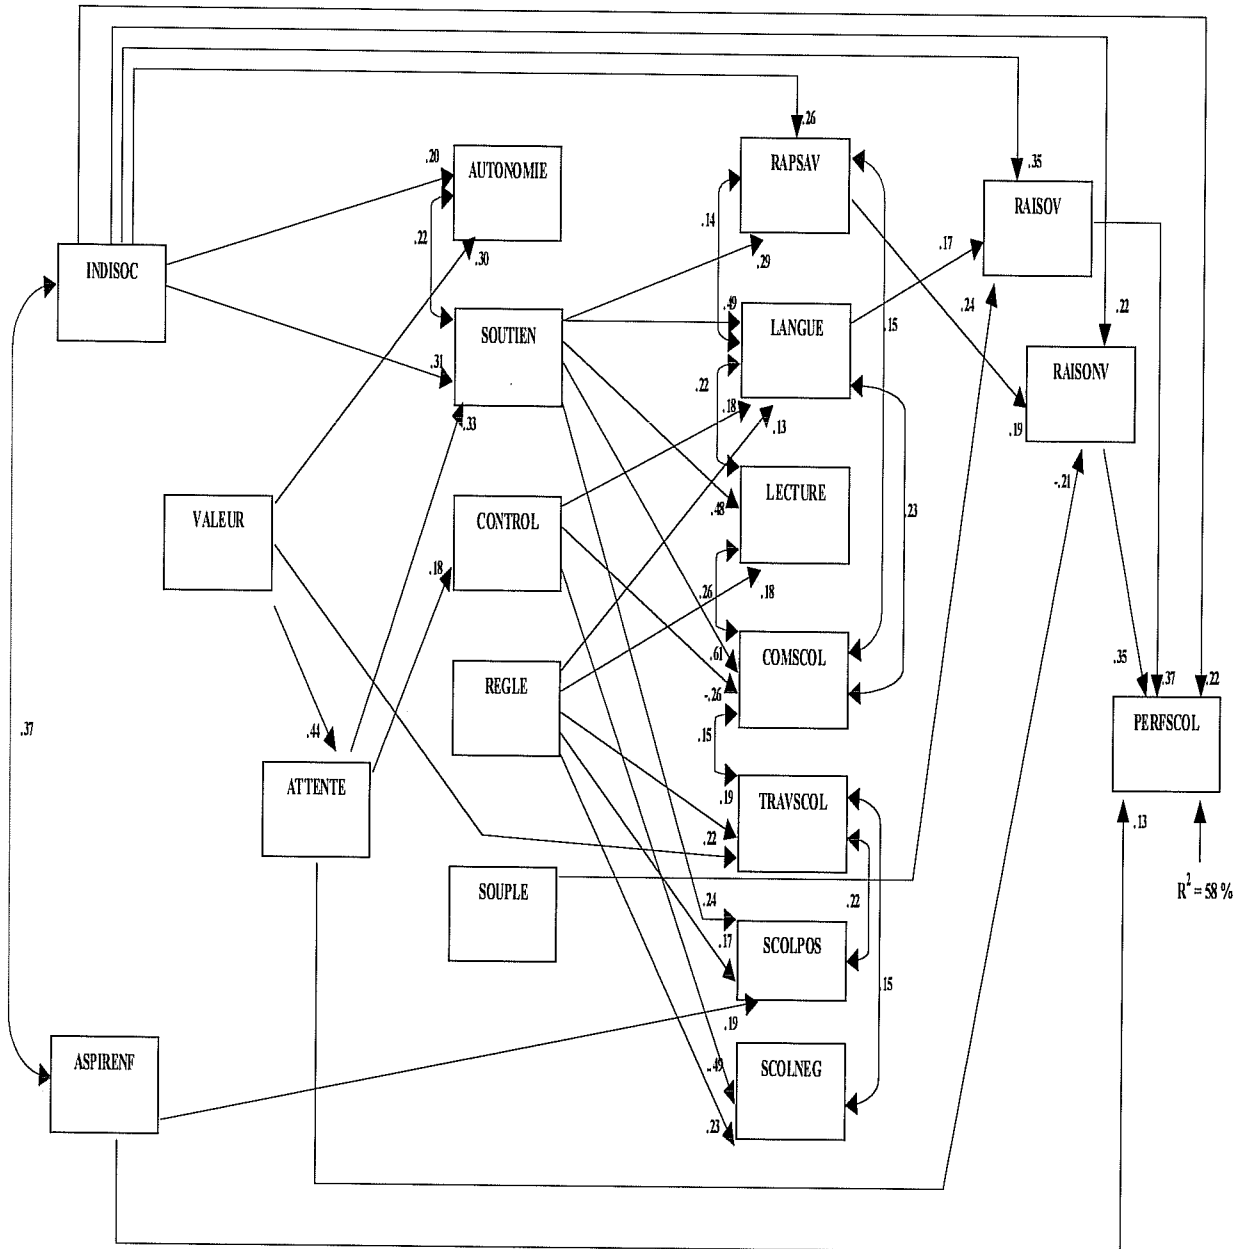 .26
.20
AUTONOMIE
RAPSAV
.35
RAISOV
.14
.22
.30
.29
.17
INDISOC
.49
.24
.15
.22
SOUTIEN
LANGUE
.31
.22
RAISONV
.33
.18
.13
.19
LECTURE
-.21
VALEUR
CONTROL
.48
.23
.18
.26
.18
.61
COMSCOL
.35
.37
.22
REGLE
-.26
PERFSCOL
.37
.44
.15
ATTENTE
TRAVSCOL
.19
.13
.22
SOUPLE
.24
.22
R2 = 58 %
.17
SCOLPOS
.15
.19
ASPIRENF
-.49
SCOLNEG
.23